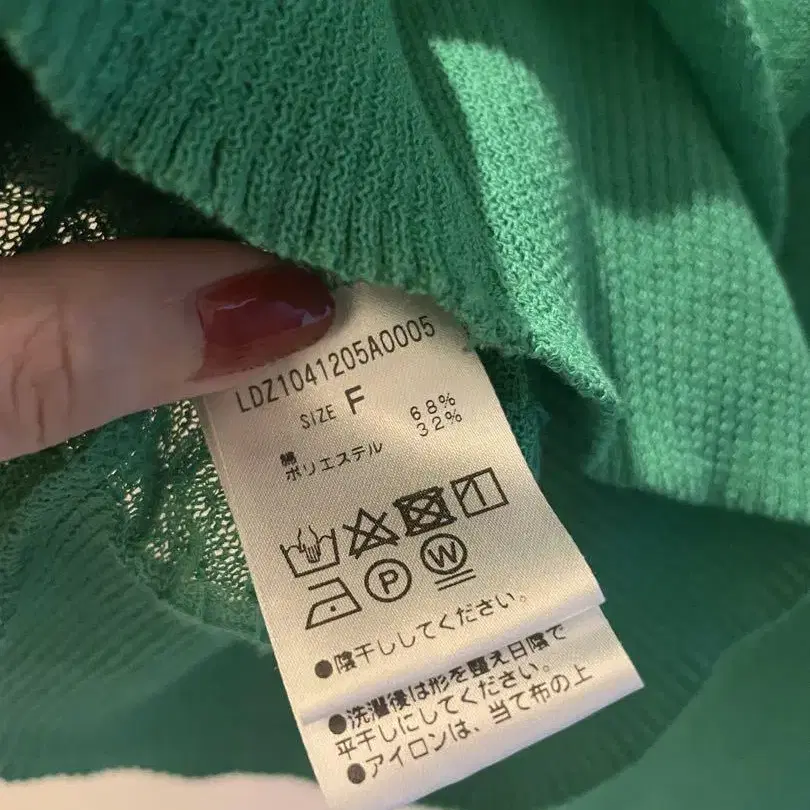 LDZ1041205A0005
SIZE F
綿 68%
ポリエステル 32%
P W
●陰干ししてください。
●洗濯後は形を整え日陰で
平干しにしてください。
●アイロンは、当て布の上